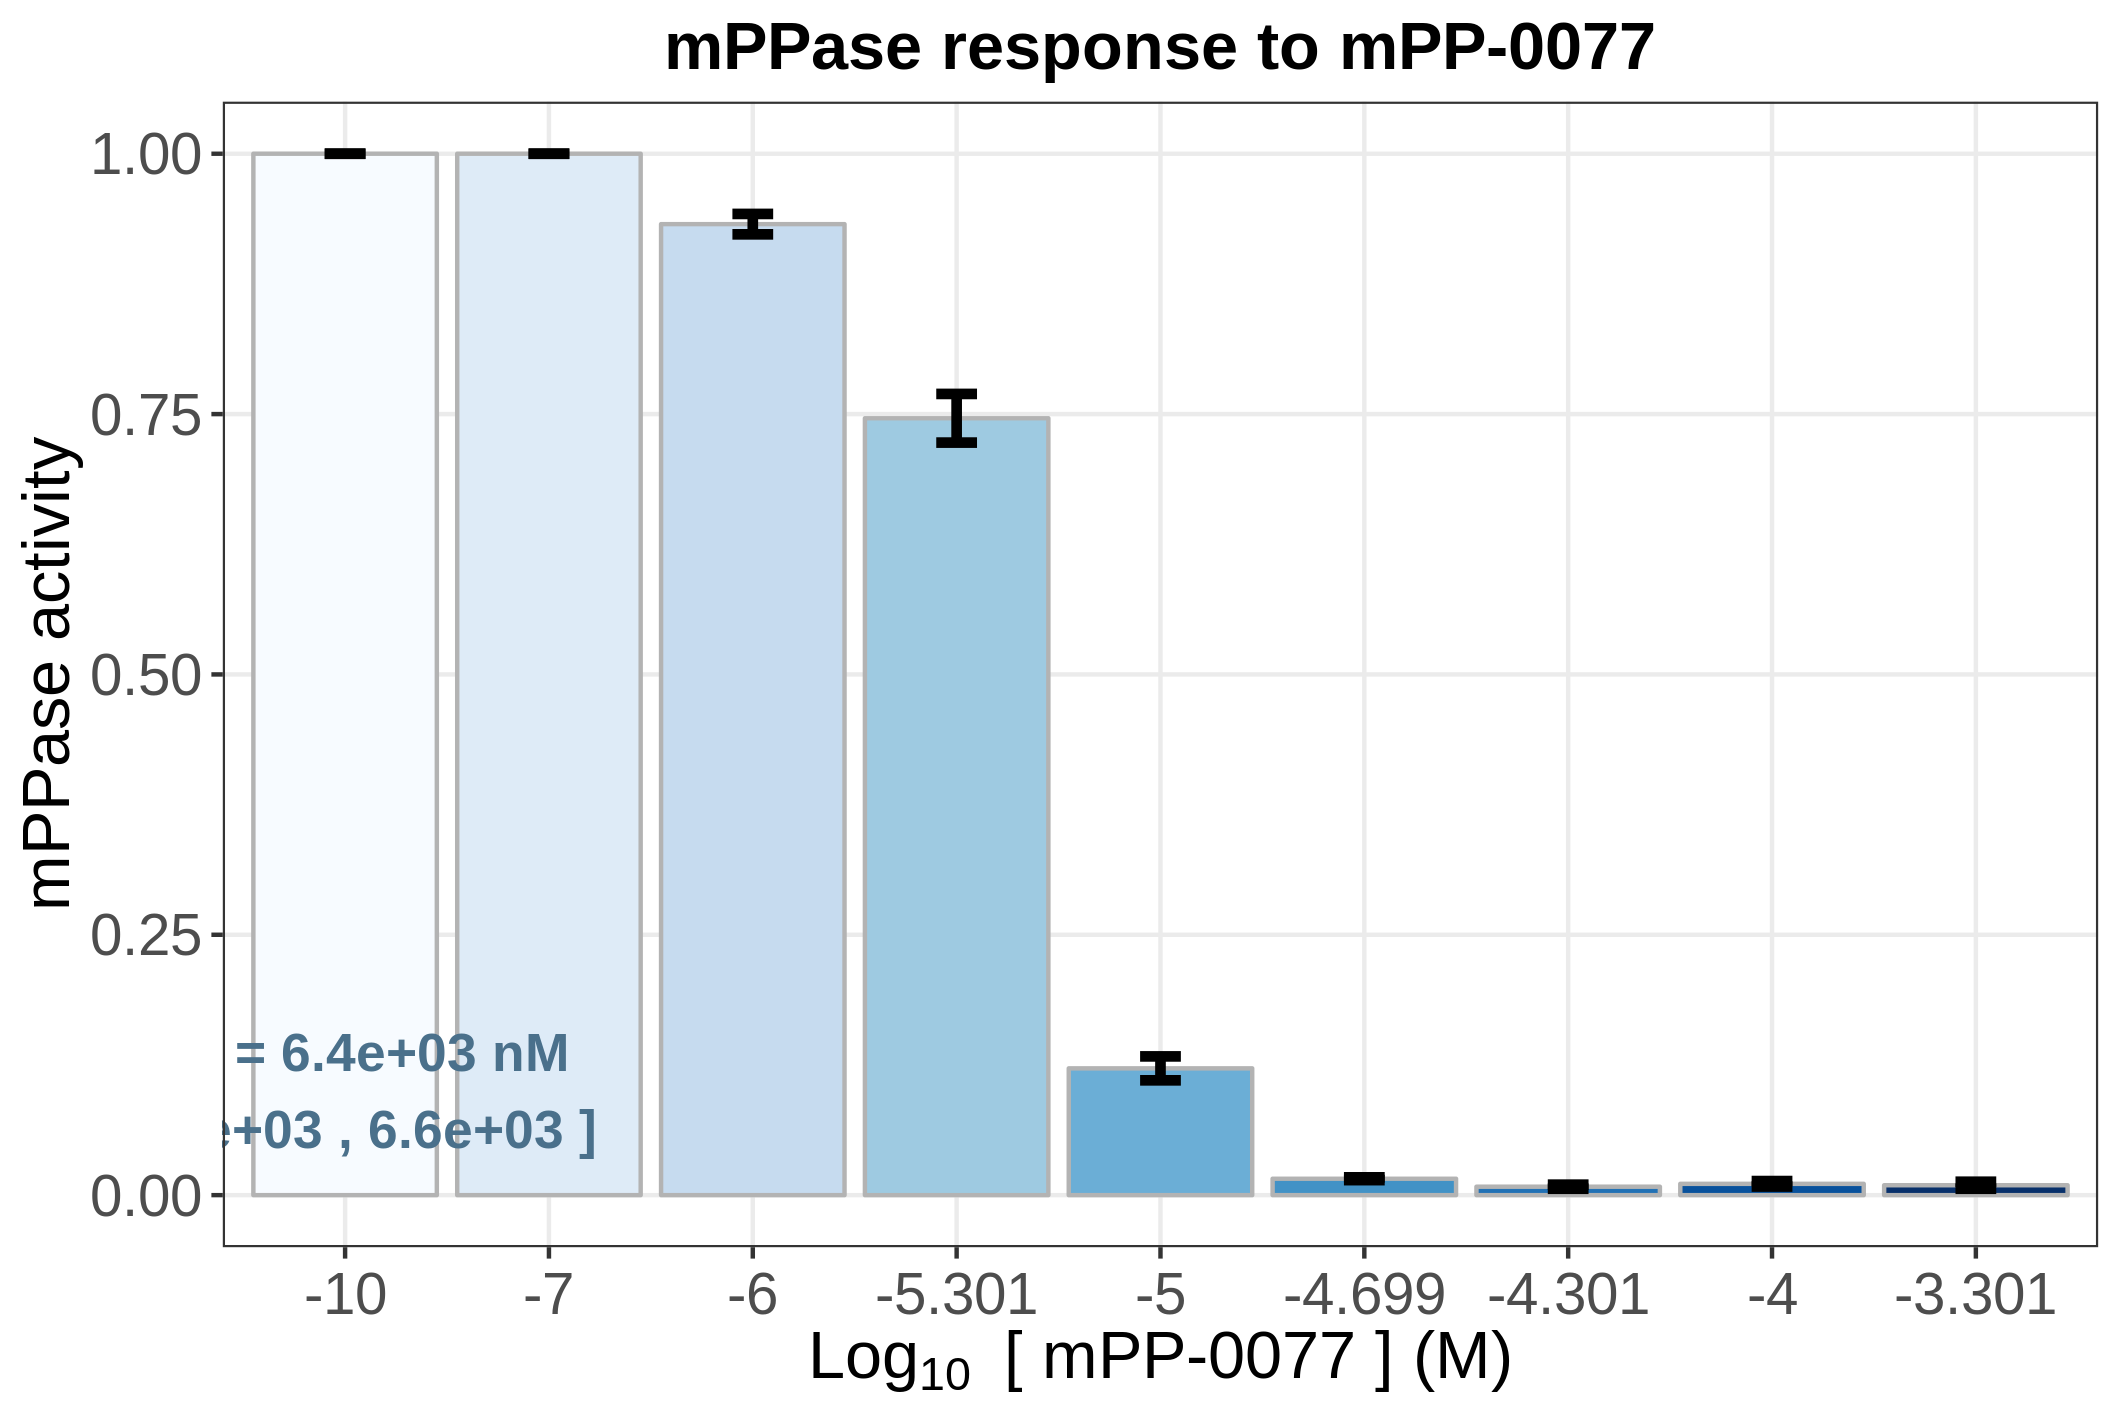 mPPase response to mPP-0077
mPPase activity
1.00
0.75
0.50
0.25
0.00
= 6.4e+03 nM
e+03 , 6.6e+03 ]
-10 -7 -6 -5.301 -5 -4.699 -4.301 -4 -3.301
Log10 [ mPP-0077 ] (M)